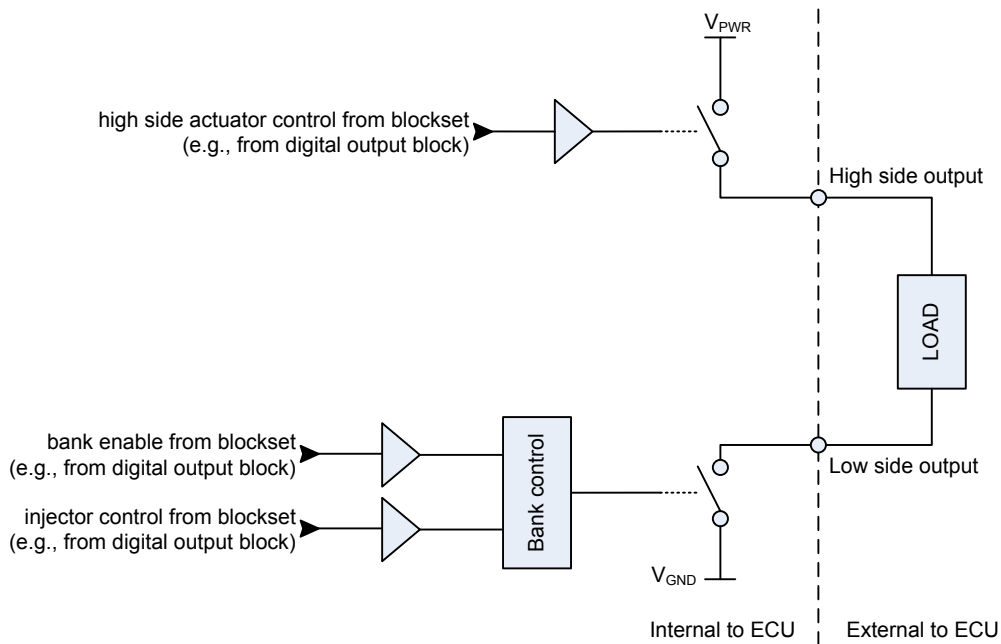 V_PWR
high side actuator control from blockset
(e.g., from digital output block)
High side output
LOAD
bank enable from blockset
(e.g., from digital output block)
injector control from blockset
(e.g., from digital output block)
Bank control
Low side output
V_GND
Internal to ECU
External to ECU